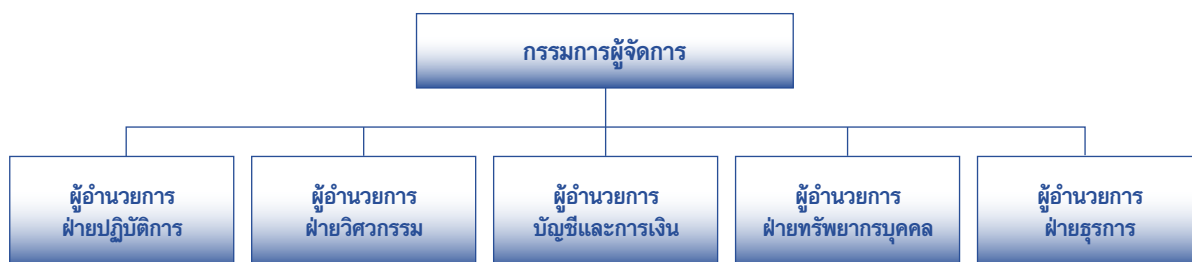 กรรมการผู้จัดการ
ผู้อำนวยการ
ฝ่ายปฏิบัติการ
ผู้อำนวยการ
ฝ่ายวิศวกรรม
ผู้อำนวยการ
บัญชีและการเงิน
ผู้อำนวยการ
ฝ่ายทรัพยากรบุคคล
ผู้อำนวยการ
ฝ่ายธุรการ